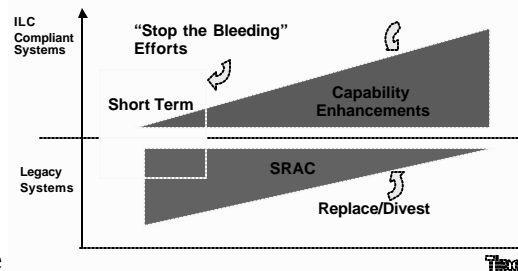 ILC
Compliant
Systems
“Stop the Bleeding”
Efforts
Short Term
Capability
Enhancements
SRAC
Legacy
Systems
Replace/Divest
e